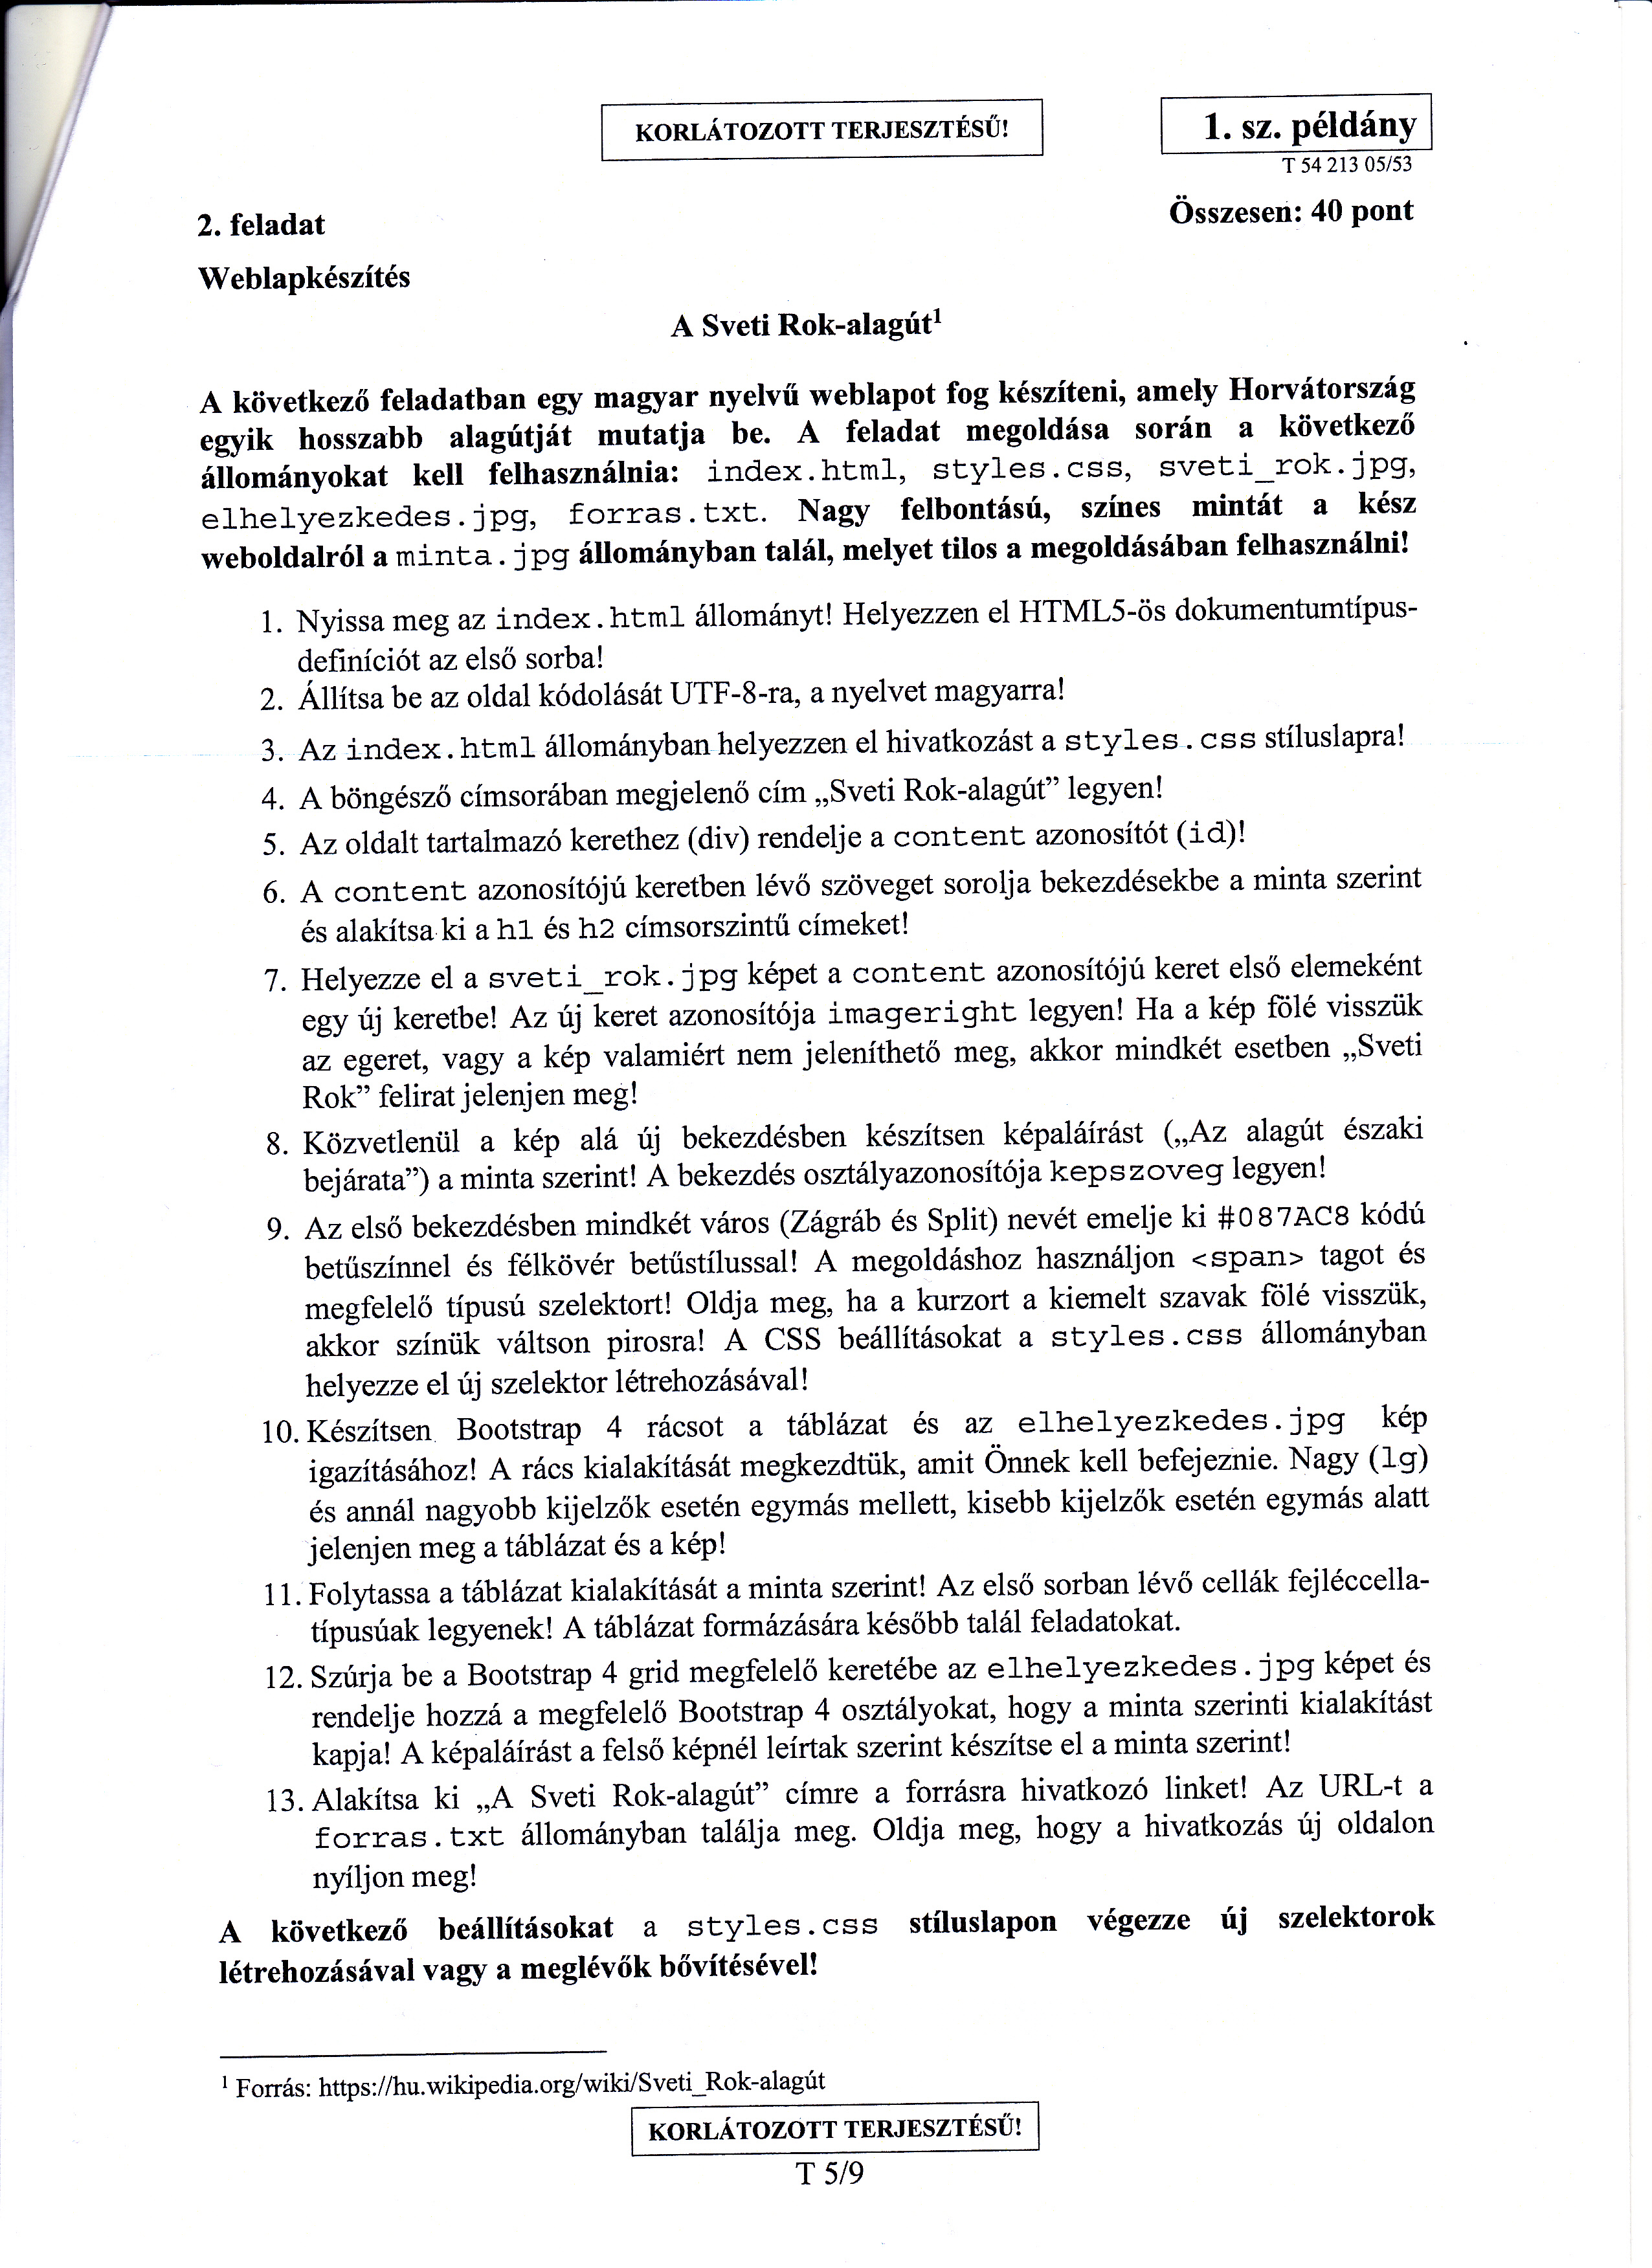 KORLÁTOZOTT TERJESZTÉSŰ!
1. sz. példány
T 54 213 05/53
2. feladat
Összesen: 40 pont
Weblapkészítés
A Sveti Rok-alagút¹
A következő feladatban egy magyar nyelvű weblapot fog készíteni, amely Horvátország
egyik hosszabb alagútját mutatja be. A feladat megoldása során a következő
állományokat kell felhasználnia: index.html, styles.css, sveti_rok.jpg,
elhelyezkedes.jpg, forras.txt. Nagy felbontású, színes mintát a kész
weboldalról a minta.jpg állományban talál, melyet tilos a megoldásában felhasználni!
1. Nyissa meg az index.html állományt! Helyezzen el HTML5-ös dokumentumtípus-
definíciót az első sorba!
2. Állítsa be az oldal kódolását UTF-8-ra, a nyelvet magyarra!
3. Az index.html állományban helyezzen el hivatkozást a styles.css stíluslapra!
4. A böngésző címsorában megjelenő cím „Sveti Rok-alagút” legyen!
5. Az oldalt tartalmazó kerethez (div) rendelje a content azonosítót (id)!
6. A content azonosítójú keretben lévő szöveget sorolja bekezdésekbe a minta szerint
és alakítsa ki a h1 és h2 címsorszintű címeket!
7. Helyezze el a sveti_rok.jpg képet a content azonosítójú keret első elemeként
egy új keretbe! Az új keret azonosítója imageright legyen! Ha a kép fölé visszük
az egeret, vagy a kép valamiért nem jeleníthető meg, akkor mindkét esetben „Sveti
Rok” felirat jelenjen meg!
8. Közvetlenül a kép alá új bekezdésben készítsen képaláírást („Az alagút északi
bejárata”) a minta szerint! A bekezdés osztályazonosítója kepszoveg legyen!
9. Az első bekezdésben mindkét város (Zágráb és Split) nevét emelje ki #087AC8 kódú
betűszínnel és félkövér betűstílussal! A megoldáshoz használjon <span> tagot és
megfelelő típusú szelektort! Oldja meg, ha a kurzort a kiemelt szavak fölé visszük,
akkor színük váltson pirosra! A CSS beállításokat a styles.css állományban
helyezze el új szelektor létrehozásával!
10. Készítsen Bootstrap 4 rácsot a táblázat és az elhelyezkedes.jpg kép
igazításához! A rács kialakítását megkezdtük, amit Önnek kell befejeznie. Nagy (lg)
és annál nagyobb kijelzők esetén egymás mellett, kisebb kijelzők esetén egymás alatt
jelenjen meg a táblázat és a kép!
11. Folytassa a táblázat kialakítását a minta szerint! Az első sorban lévő cellák fejléccella-
típusúak legyenek! A táblázat formázására később talál feladatokat.
12. Szúrja be a Bootstrap 4 grid megfelelő keretébe az elhelyezkedes.jpg képet és
rendelje hozzá a megfelelő Bootstrap 4 osztályokat, hogy a minta szerinti kialakítást
kapja! A képaláírást a felső képnél leírtak szerint készítse el a minta szerint!
13. Alakítsa ki „A Sveti Rok-alagút” címre a forrásra hivatkozó linket! Az URL-t a
forras.txt állományban találja meg. Oldja meg, hogy a hivatkozás új oldalon
nyíljon meg!
A következő beállításokat a styles.css stíluslapon végezze új szelektorok
létrehozásával vagy a meglévők bővítésével!
¹ Forrás: https://hu.wikipedia.org/wiki/Sveti_Rok-alagút
KORLÁTOZOTT TERJESZTÉSŰ!
T 5/9